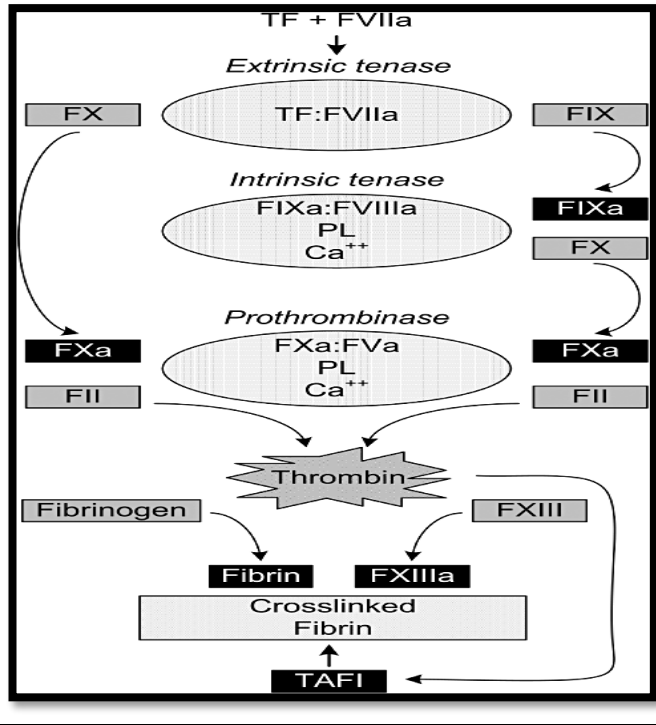 TF + FVIIa
Extrinsic tenase
FX
TF:FVIIa
FIX
Intrinsic tenase
FIXa:FVIIIa
PL
Ca++
FIXa
FX
Prothrombinase
FXa
FXa:FVa
PL
Ca++
FXa
FII
FII
Thrombin
Fibrinogen
FXIII
Fibrin
FXIIIa
Crosslinked
Fibrin
TAFI